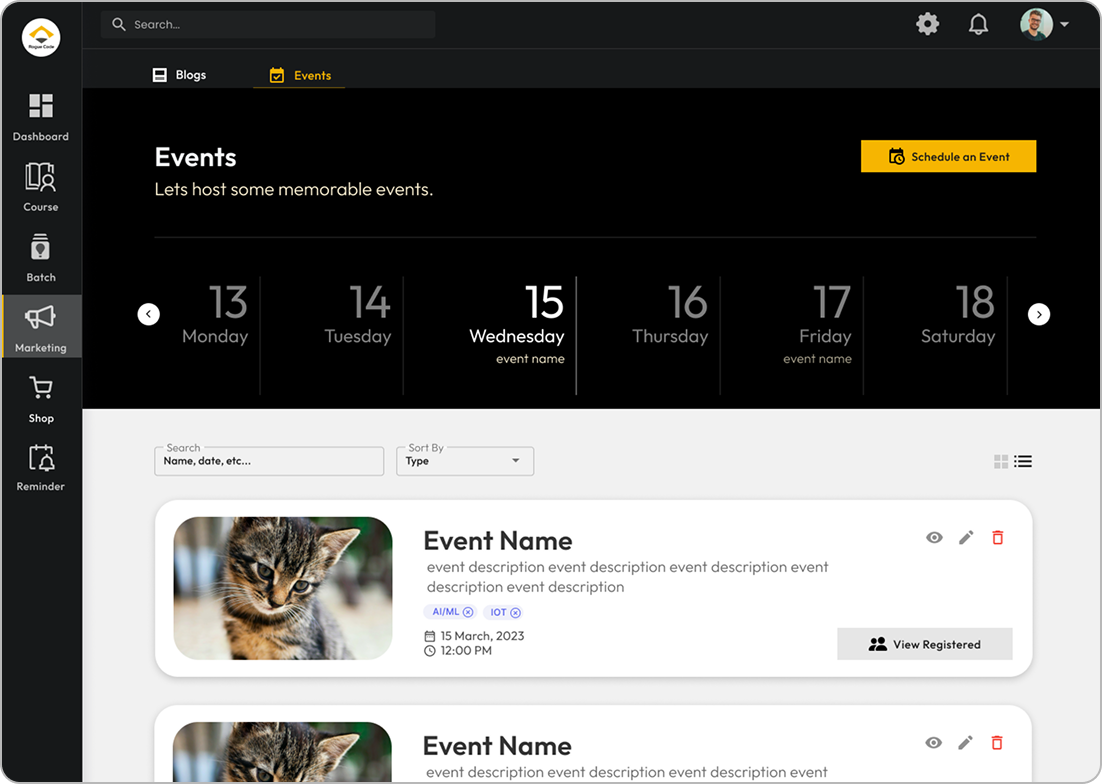 Rogue Code
Search...
Blogs
Events
Dashboard
Course
Batch
Marketing
Shop
Reminder
Events
Lets host some memorable events.
Schedule an Event
13
Monday
14
Tuesday
15
Wednesday
event name
16
Thursday
17
Friday
event name
18
Saturday
Search
Name, date, etc...
Sort By
Type
Event Name
event description event description event description event
description event description
AI/ML
IOT
15 March, 2023
12:00 PM
View Registered
Event Name
event description event description event description event